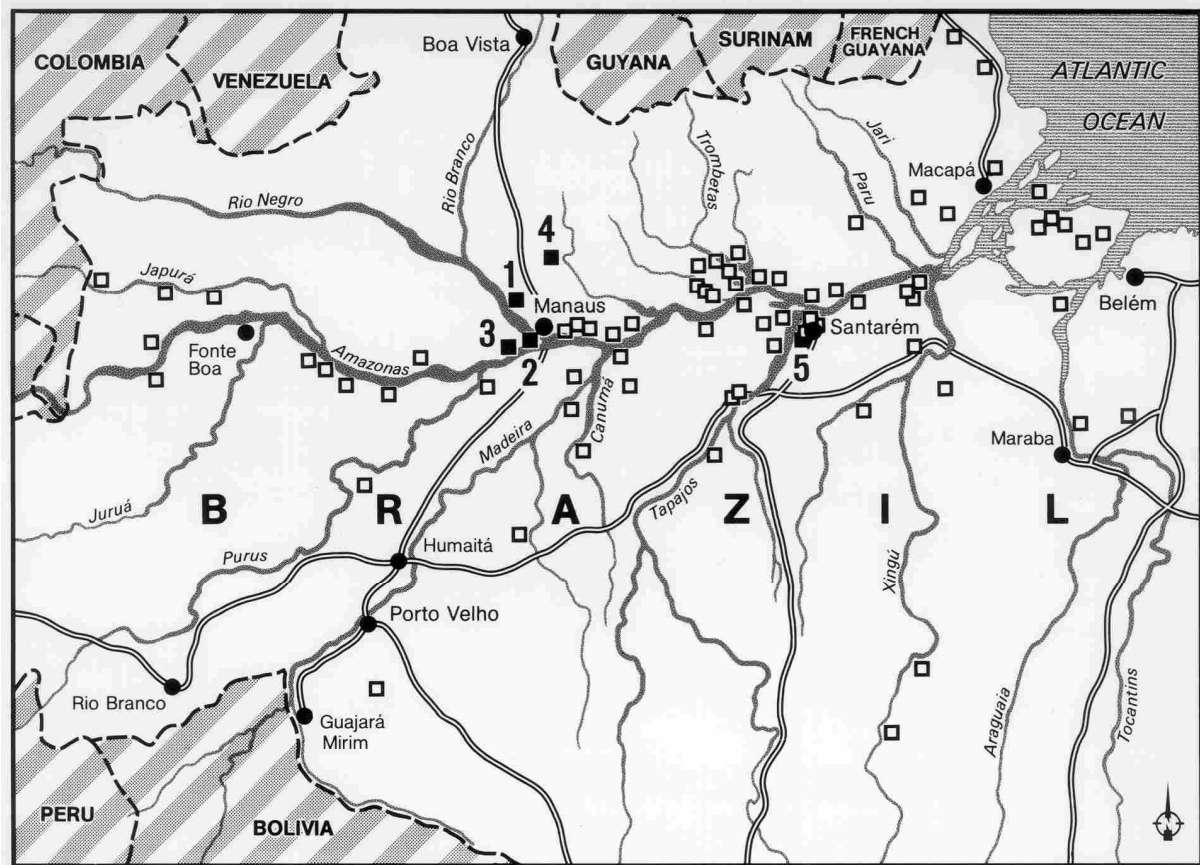 COLOMBIA
VENEZUELA
Boa Vista
GUYANA
SURINAM
FRENCH
GUAYANA
ATLANTIC
OCEAN
Rio Negro
Rio Branco
Trombetas
Jari
Paru
Macapá
Japurá
4
1
Manaus
3
2
Fonte
Boa
Amazonas
Santarém
5
Belém
Madeira
Canumá
Maraba
Juruá
B R A Z I L
Tapajos
Purus
Humaitá
Xingú
Porto Velho
Rio Branco
Guajará
Mirim
Araguaia
Tocantins
PERU
BOLIVIA